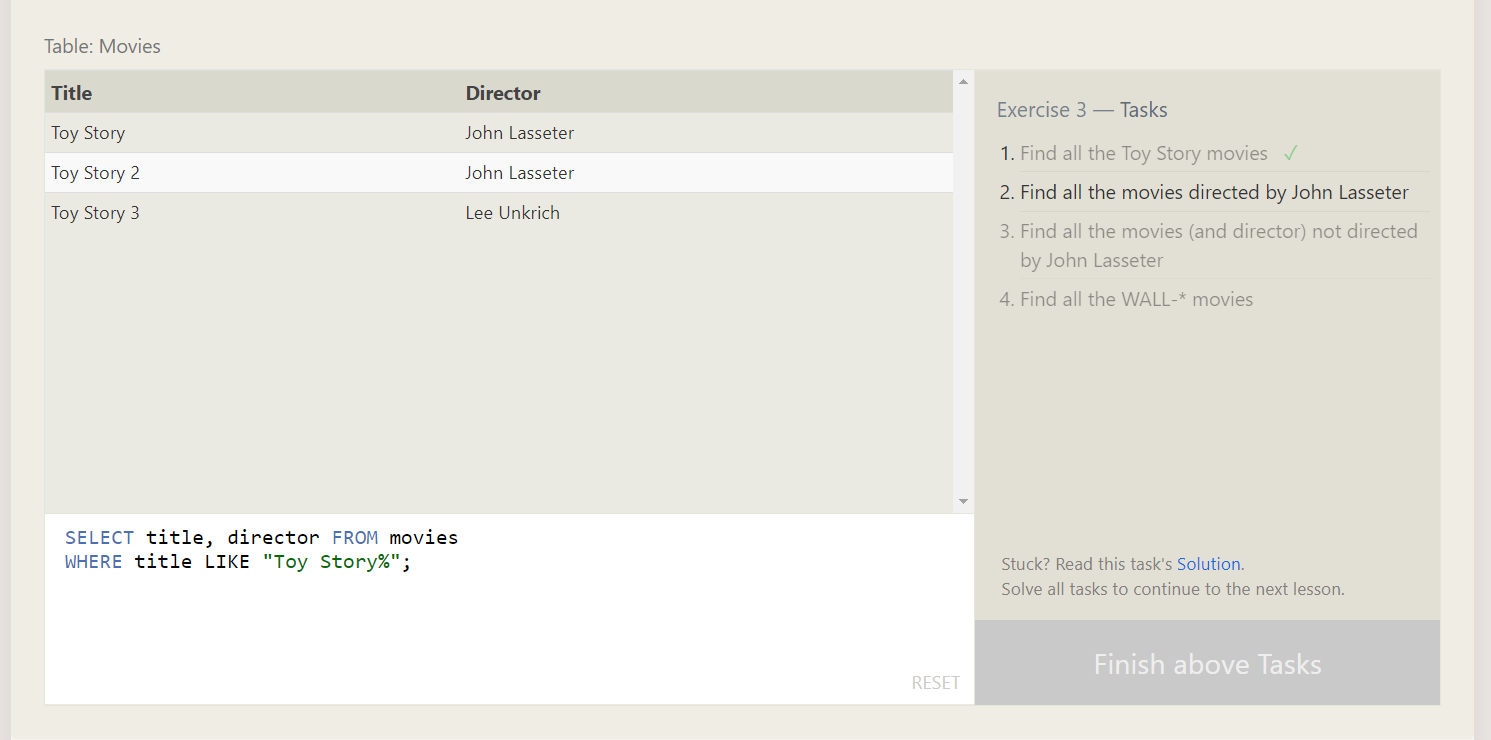 Table: Movies
Title Director
Toy Story John Lasseter
Toy Story 2 John Lasseter
Toy Story 3 Lee Unkrich
SELECT title, director FROM movies
WHERE title LIKE "Toy Story%";
RESET
Exercise 3 — Tasks
1. Find all the Toy Story movies ✓
2. Find all the movies directed by John Lasseter
3. Find all the movies (and director) not directed
by John Lasseter
4. Find all the WALL-* movies
Stuck? Read this task's Solution.
Solve all tasks to continue to the next lesson.
Finish above Tasks